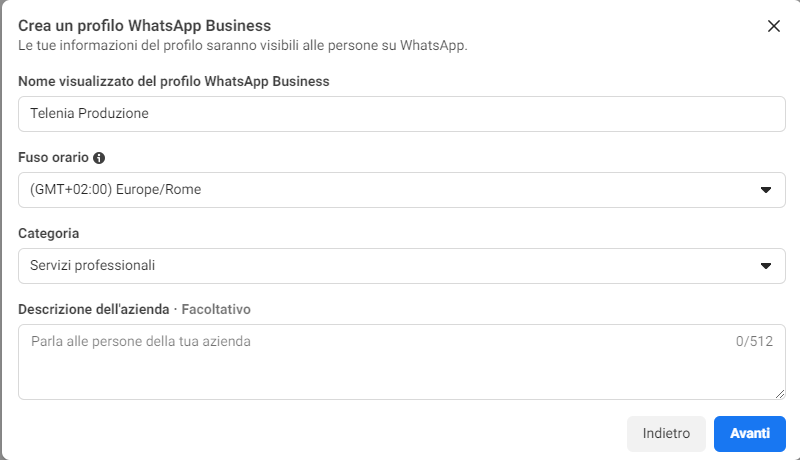 Crea un profilo WhatsApp Business
Le tue informazioni del profilo saranno visibili alle persone su WhatsApp.
Nome visualizzato del profilo WhatsApp Business
Telenia Produzione
Fuso orario
(GMT+02:00) Europe/Rome
Categoria
Servizi professionali
Descrizione dell'azienda · Facoltativo
Parla alle persone della tua azienda 0/512
Indietro Avanti